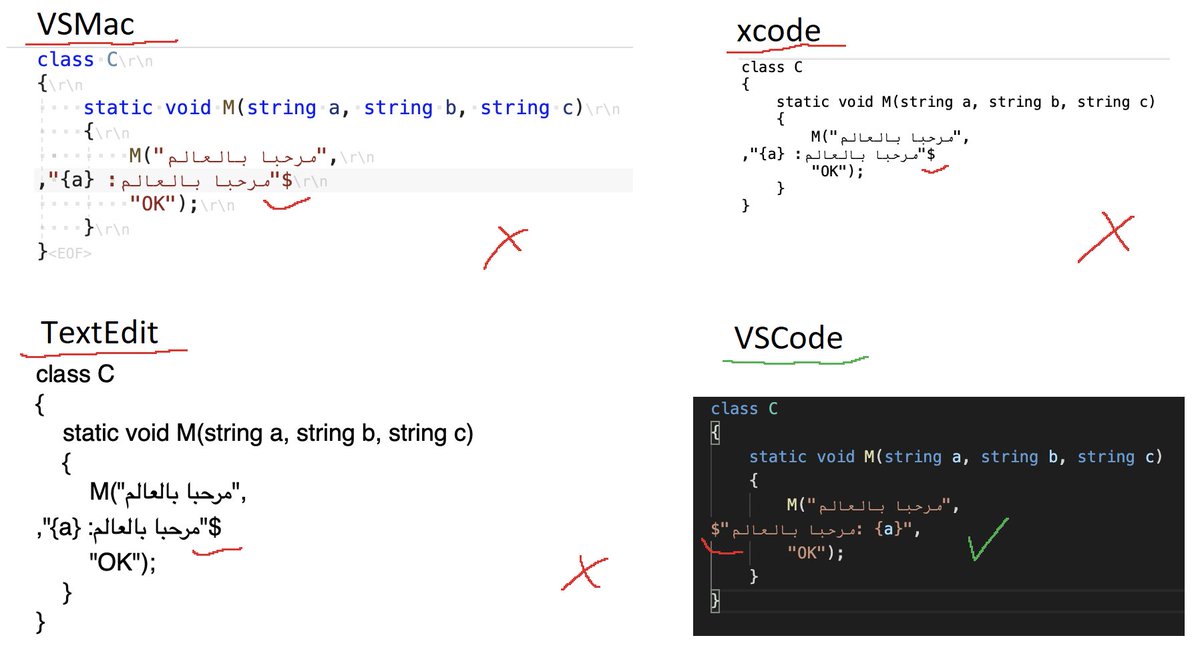 VSMac
class C\r\n
{\r\n
static void M(string a, string b, string c)\r\n
{\r\n
M("مرحبا بالعالم",\r\n
$"مرحبا بالعالم: {a}",\r\n
"OK");\r\n
}\r\n
}<EOF>
xcode
class C
{
static void M(string a, string b, string c)
{
M("مرحبا بالعالم",
$"مرحبا بالعالم: {a}",
"OK");
}
}
TextEdit
class C
{
static void M(string a, string b, string c)
{
M("مرحبا بالعالم",
$"مرحبا بالعالم: {a}",
"OK");
}
}
VSCode
class C
{
static void M(string a, string b, string c)
{
M("مرحبا بالعالم",
$"مرحبا بالعالم: {a}",
"OK");
}
}